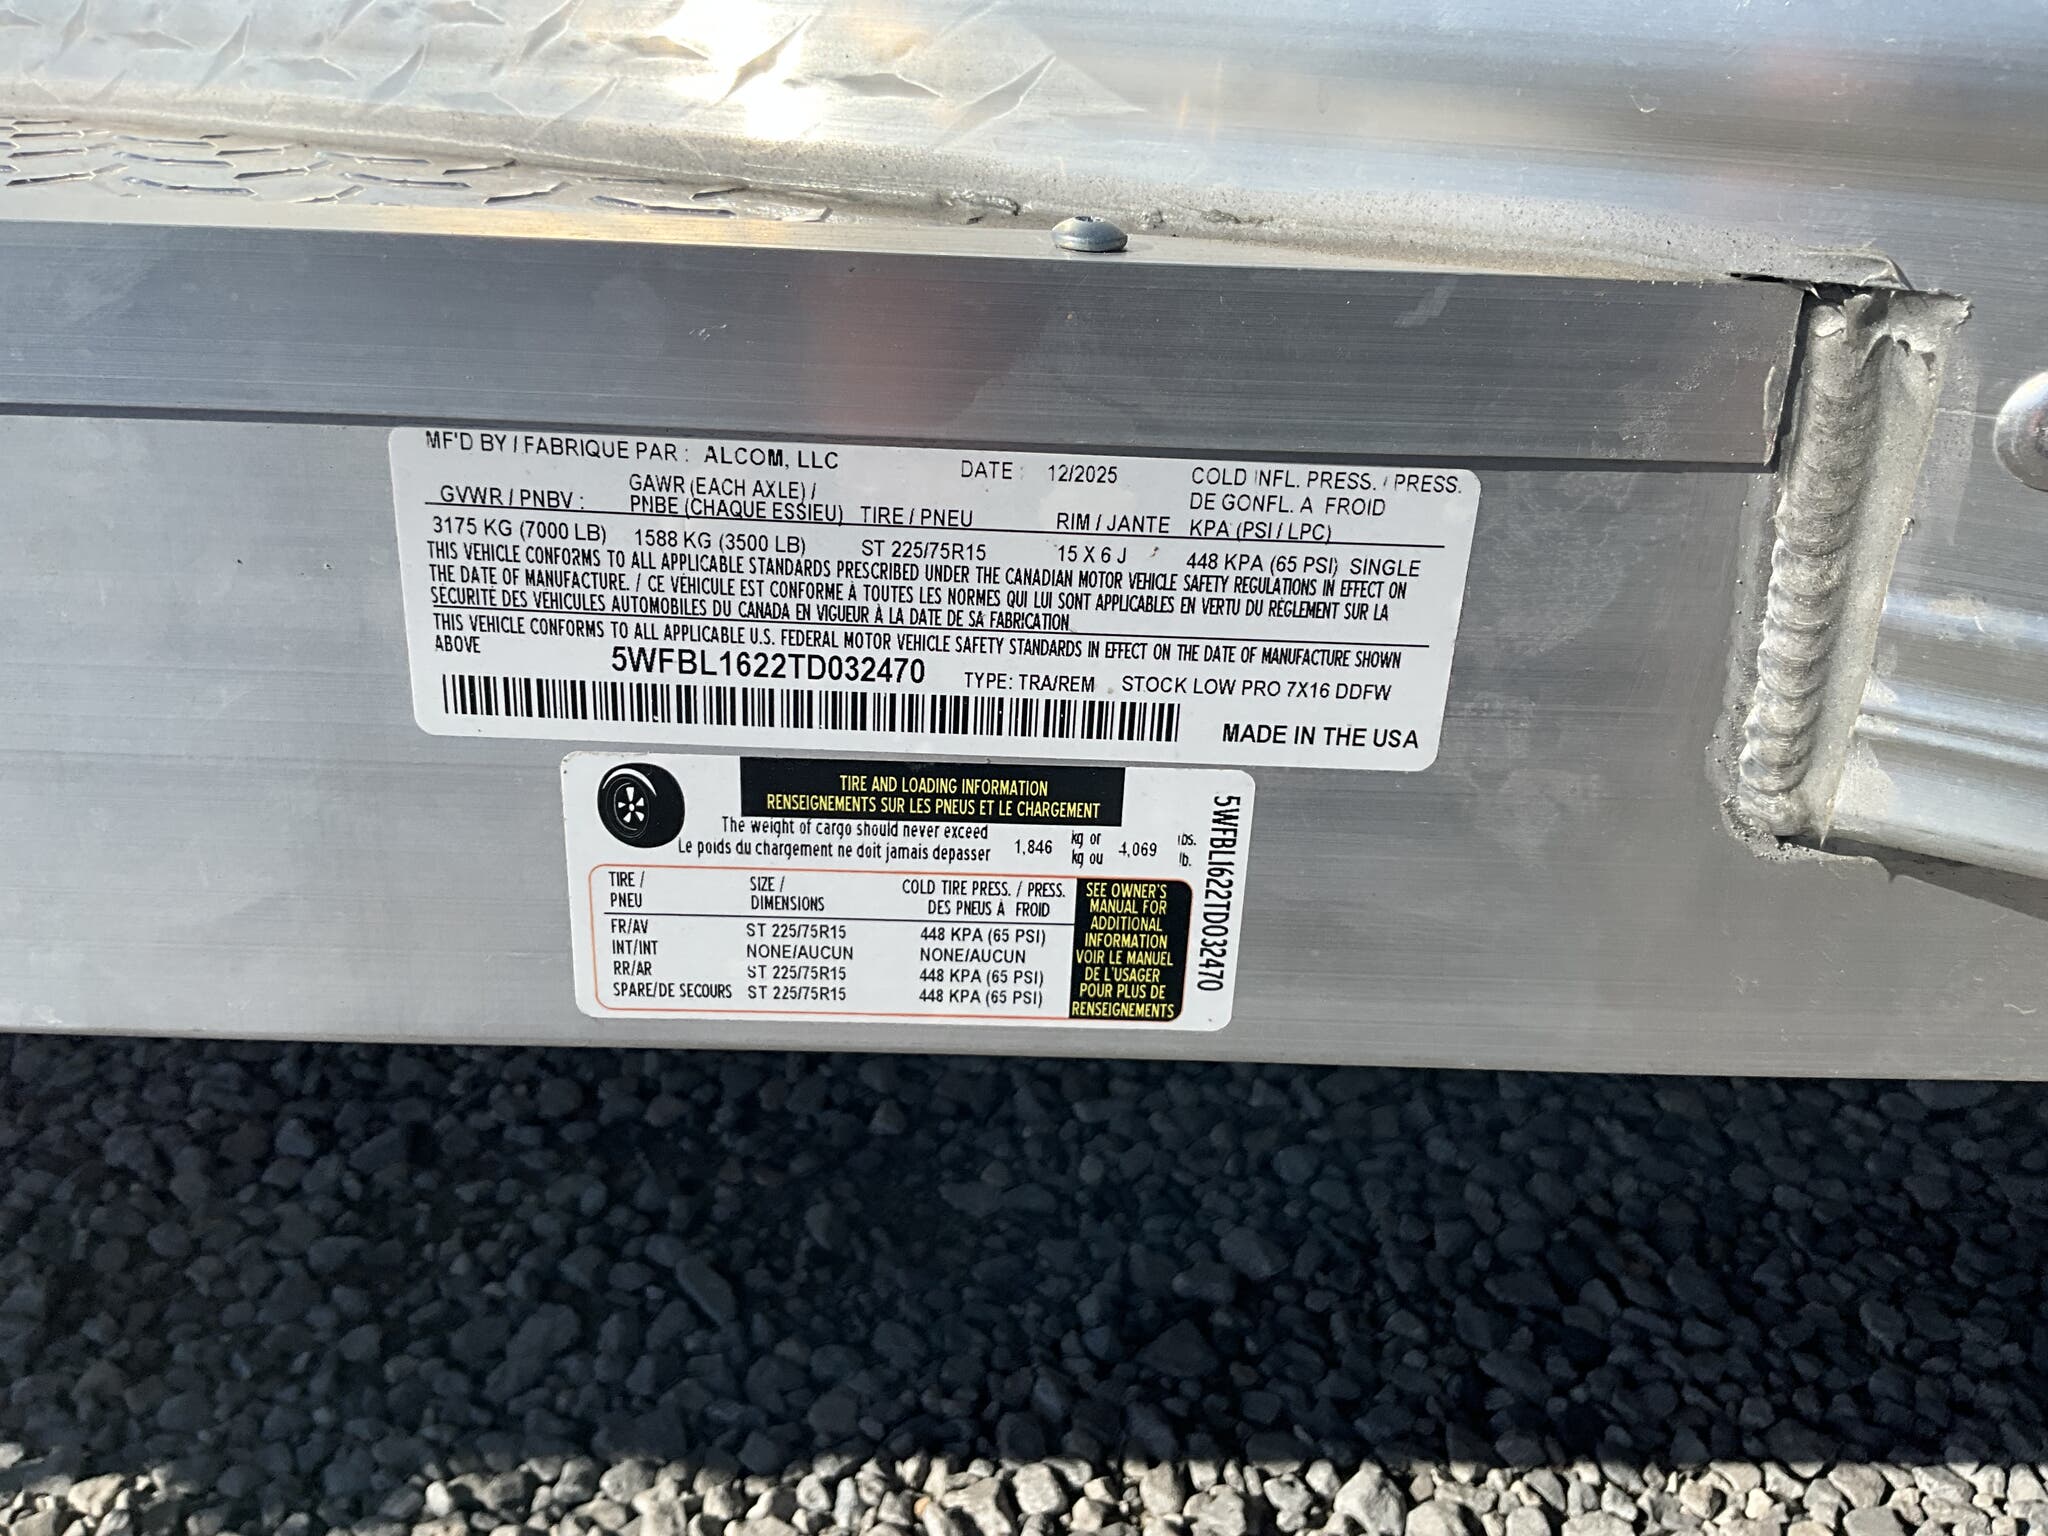 MF'D BY / FABRIQUE PAR : ALCOM, LLC DATE : 12/2025 COLD INFL. PRESS. / PRESS.
GVWR / PNBV : GAWR (EACH AXLE) / DE GONFL. A FROID
PNBE (CHAQUE ESSIEU) TIRE / PNEU RIM / JANTE KPA (PSI / LPC)
3175 KG (7000 LB) 1588 KG (3500 LB) ST 225/75R15 15 X 6 J 448 KPA (65 PSI) SINGLE
THIS VEHICLE CONFORMS TO ALL APPLICABLE STANDARDS PRESCRIBED UNDER THE CANADIAN MOTOR VEHICLE SAFETY REGULATIONS IN EFFECT ON
THE DATE OF MANUFACTURE. / CE VÉHICULE EST CONFORME À TOUTES LES NORMES QUI LUI SONT APPLICABLES EN VERTU DU RÈGLEMENT SUR LA
SÉCURITÉ DES VÉHICULES AUTOMOBILES DU CANADA EN VIGUEUR À LA DATE DE SA FABRICATION
THIS VEHICLE CONFORMS TO ALL APPLICABLE U.S. FEDERAL MOTOR VEHICLE SAFETY STANDARDS IN EFFECT ON THE DATE OF MANUFACTURE SHOWN
ABOVE
5WFBL1622TD032470 TYPE: TRA/REM STOCK LOW PRO 7X16 DDFW
MADE IN THE USA
TIRE AND LOADING INFORMATION
RENSEIGNEMENTS SUR LES PNEUS ET LE CHARGEMENT
The weight of cargo should never exceed kg or lbs.
Le poids du chargement ne doit jamais depasser 1,846 kg ou 4,069 lb.
TIRE / SIZE / COLD TIRE PRESS. / PRESS.
PNEU DIMENSIONS DES PNEUS À FROID
FR/AV ST 225/75R15 448 KPA (65 PSI)
INT/INT NONE/AUCUN NONE/AUCUN
RR/AR ST 225/75R15 448 KPA (65 PSI)
SPARE/DE SECOURS ST 225/75R15 448 KPA (65 PSI)
SEE OWNER'S
MANUAL FOR
ADDITIONAL
INFORMATION
VOIR LE MANUEL
DE L'USAGER
POUR PLUS DE
RENSEIGNEMENTS
5WFBL1622TD032470